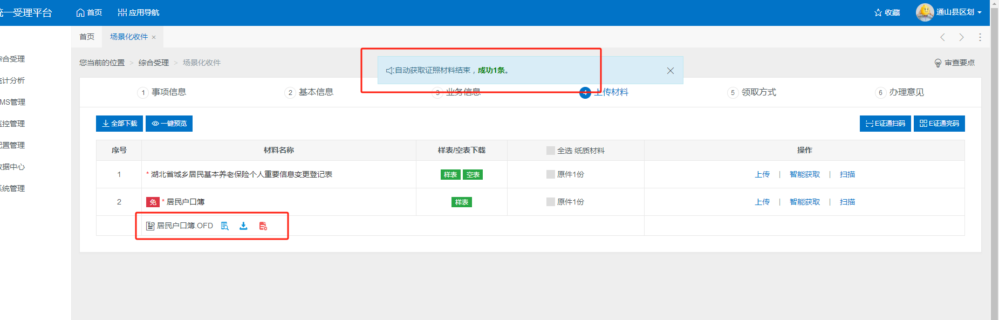 统一受理平台 首页 应用导航 收藏 通山县区划
首页 场景化收件 ×
综合受理
统计分析
MS管理
监控管理
配置管理
数据中心
系统管理
您当前的位置 > 综合受理 > 场景化收件
审查要点
自动获取证照材料结束，成功1条。
1 事项信息 2 基本信息 3 业务信息 4 上传材料 5 领取方式 6 办理意见
全部下载 一键预览 E证通扫码 E证通亮码
序号 材料名称 样表/空表下载 全选 纸质材料 操作
1 * 湖北省城乡居民基本养老保险个人重要信息变更登记表 样表 空表 原件1份 上传 | 智能获取 | 扫描
2 免 * 居民户口簿 样表 原件1份 上传 | 智能获取 | 扫描
居民户口簿.OFD